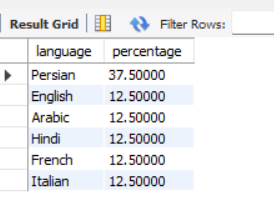 Result Grid Filter Rows:
language percentage
Persian 37.50000
English 12.50000
Arabic 12.50000
Hindi 12.50000
French 12.50000
Italian 12.50000